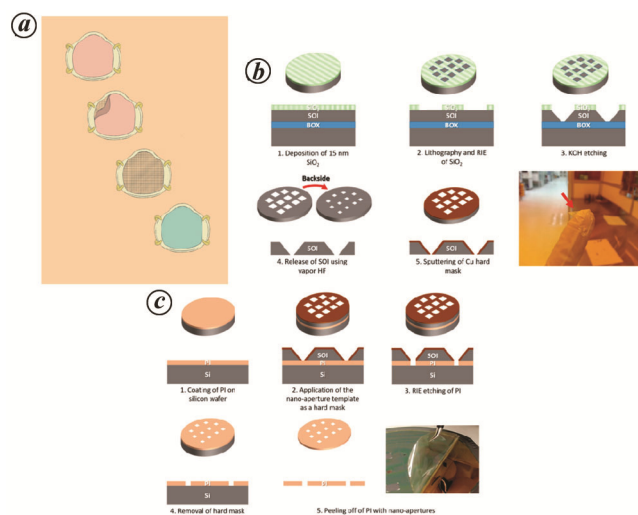 a
b
SiO₂
SOI
BOX
1. Deposition of 15 nm
SiO₂
SiO₂
SOI
BOX
2. Lithography and RIE
of SiO₂
SiO₂
SOI
BOX
3. KOH etching
Backside
SOI
4. Release of SOI using
vapor HF
SOI
5. Sputtering of Cu hard
mask
c
PI
Si
1. Coating of PI on
silicon wafer
SOI
PI
Si
2. Application of the
nano-aperture template
as a hard mask
SOI
PI
Si
3. RIE etching of PI
PI
Si
4. Removal of hard mask
PI
5. Peeling off of PI with nano-apertures